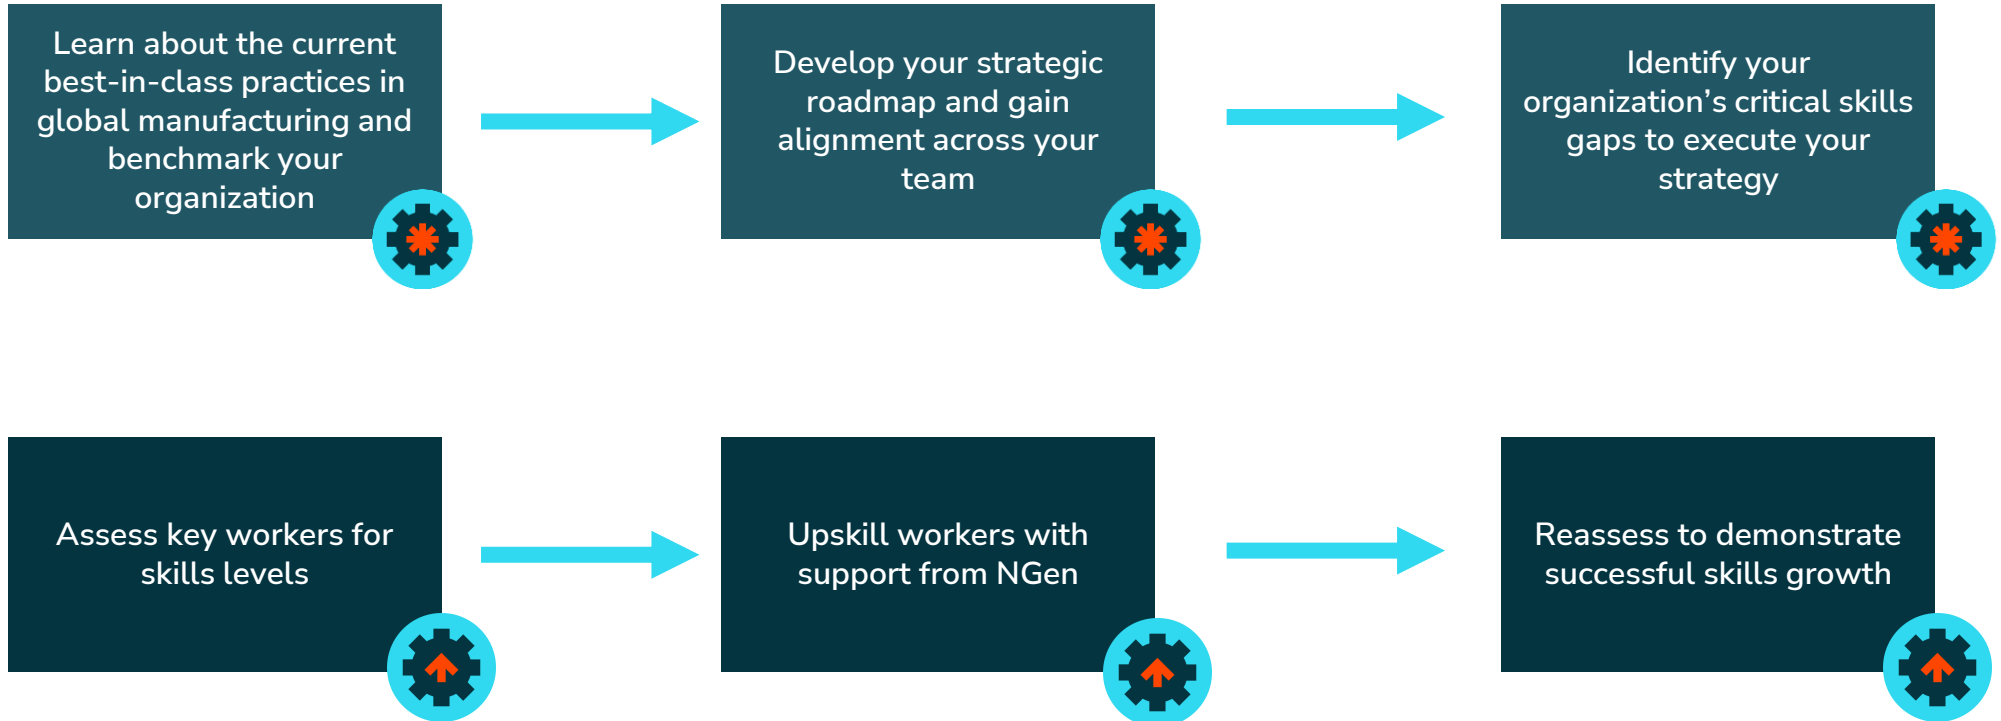 Learn about the current
best-in-class practices in
global manufacturing and
benchmark your
organization
Develop your strategic
roadmap and gain
alignment across your
team
Identify your
organization’s critical skills
gaps to execute your
strategy
Assess key workers for
skills levels
Upskill workers with
support from NGen
Reassess to demonstrate
successful skills growth